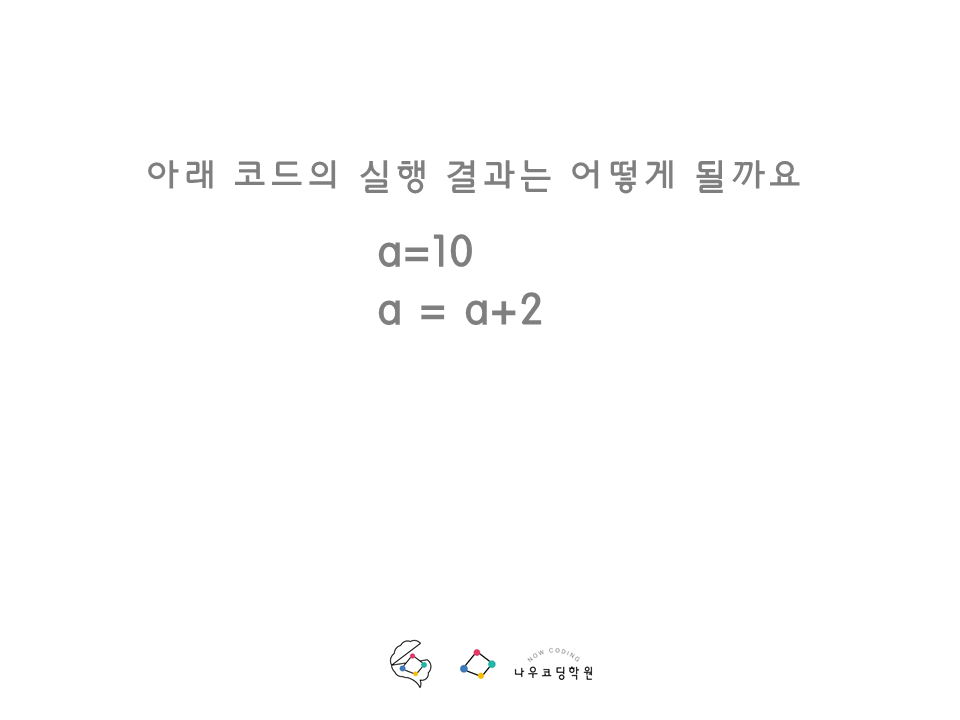 아래 코드의 실행 결과는 어떻게 될까요
a=10
a = a+2
NOW CODING
나우코딩학원